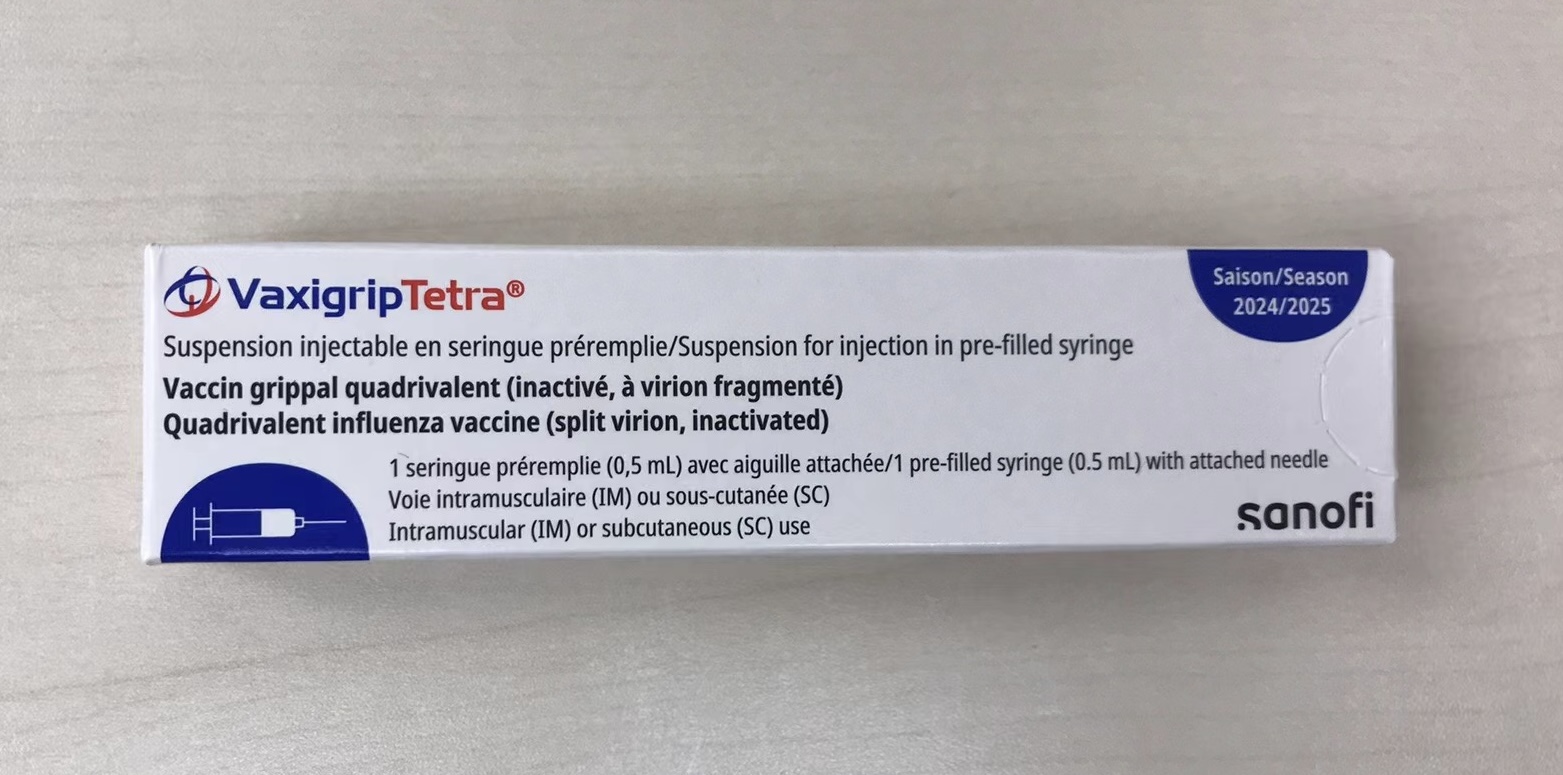 VaxigripTetra®
Saison/Season
2024/2025
Suspension injectable en seringue préremplie/Suspension for injection in pre-filled syringe
Vaccin grippal quadrivalent (inactivé, à virion fragmenté)
Quadrivalent influenza vaccine (split virion, inactivated)
1 seringue préremplie (0,5 mL) avec aiguille attachée/1 pre-filled syringe (0.5 mL) with attached needle
Voie intramusculaire (IM) ou sous-cutanée (SC)
Intramuscular (IM) or subcutaneous (SC) use
sanofi